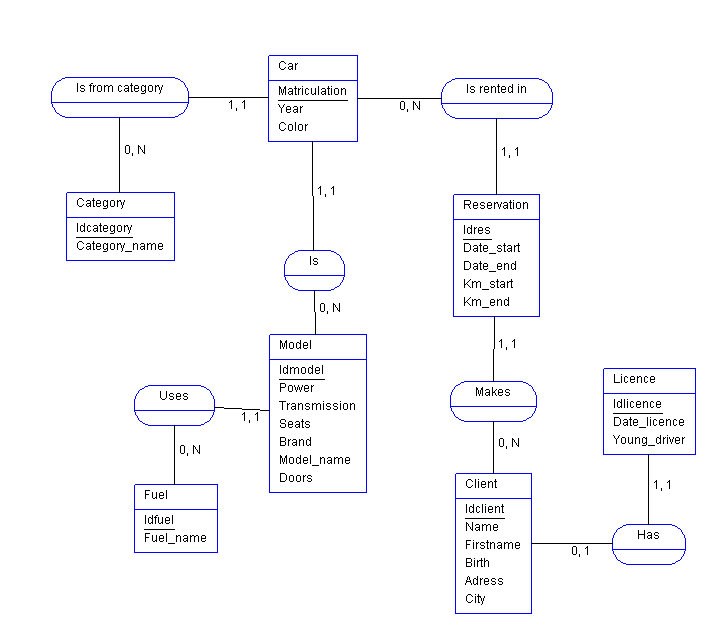 Car
Is from category
Is rented in
Matriculation
Year
Color
1, 1
0, N
0, N
1, 1
1, 1
Category
Idcategory
Category_name
Reservation
Idres
Date_start
Date_end
Km_start
Km_end
Is
0, N
Model
Idmodel
Power
Transmission
Seats
Brand
Model_name
Doors
1, 1
Uses
1, 1
0, N
Makes
0, N
Licence
Idlicence
Date_licence
Young_driver
Fuel
Idfuel
Fuel_name
Client
Idclient
Name
Firstname
Birth
Adress
City
1, 1
Has
0, 1